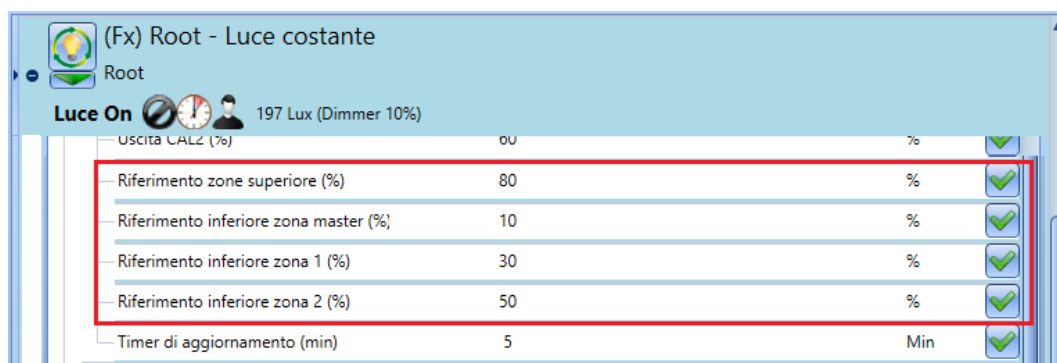 (Fx) Root - Luce costante
Root
Luce On 197 Lux (Dimmer 10%)
Uscita CAL2 (%) 60 %
Riferimento zone superiore (%) 80 %
Riferimento inferiore zona master (%) 10 %
Riferimento inferiore zona 1 (%) 30 %
Riferimento inferiore zona 2 (%) 50 %
Timer di aggiornamento (min) 5 Min